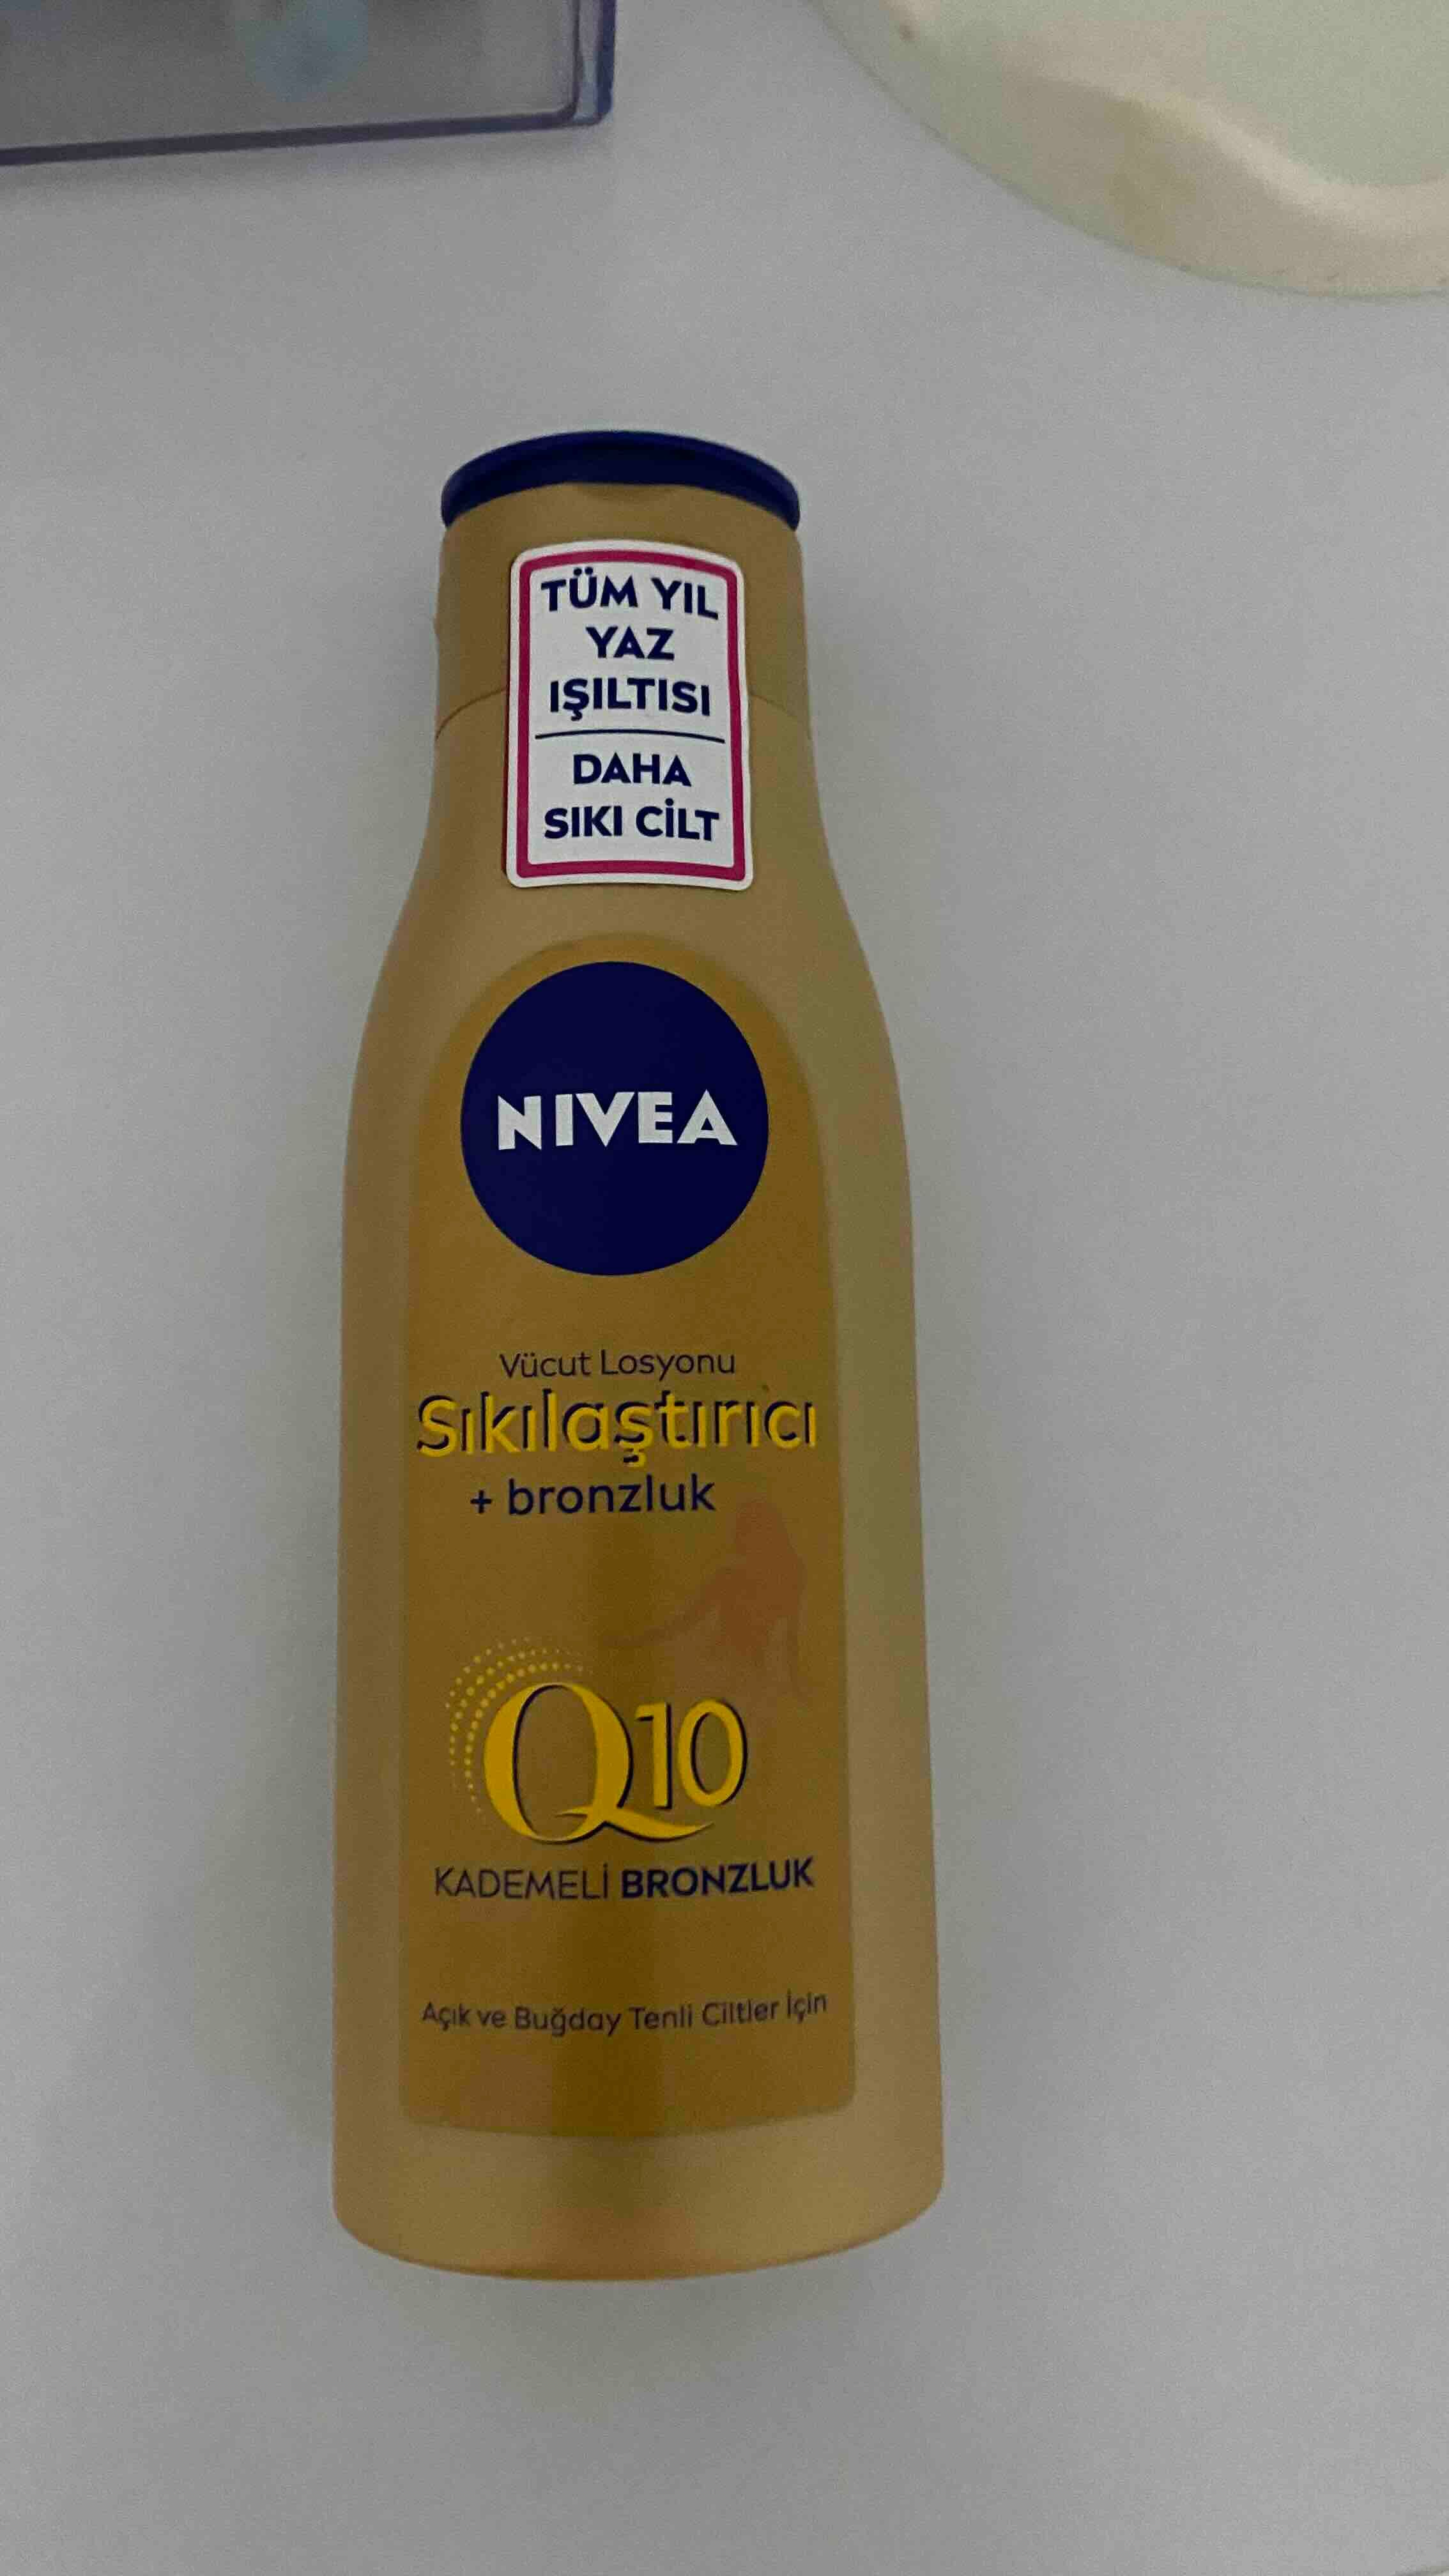 TÜM YIL
YAZ
IŞILTISI
DAHA
SIKI CİLT
NIVEA
Vücut Losyonu
Sıkılaştırıcı
+ bronzluk
Q10
KADEMELİ BRONZLUK
Açık ve Buğday Tenli Ciltler İçin